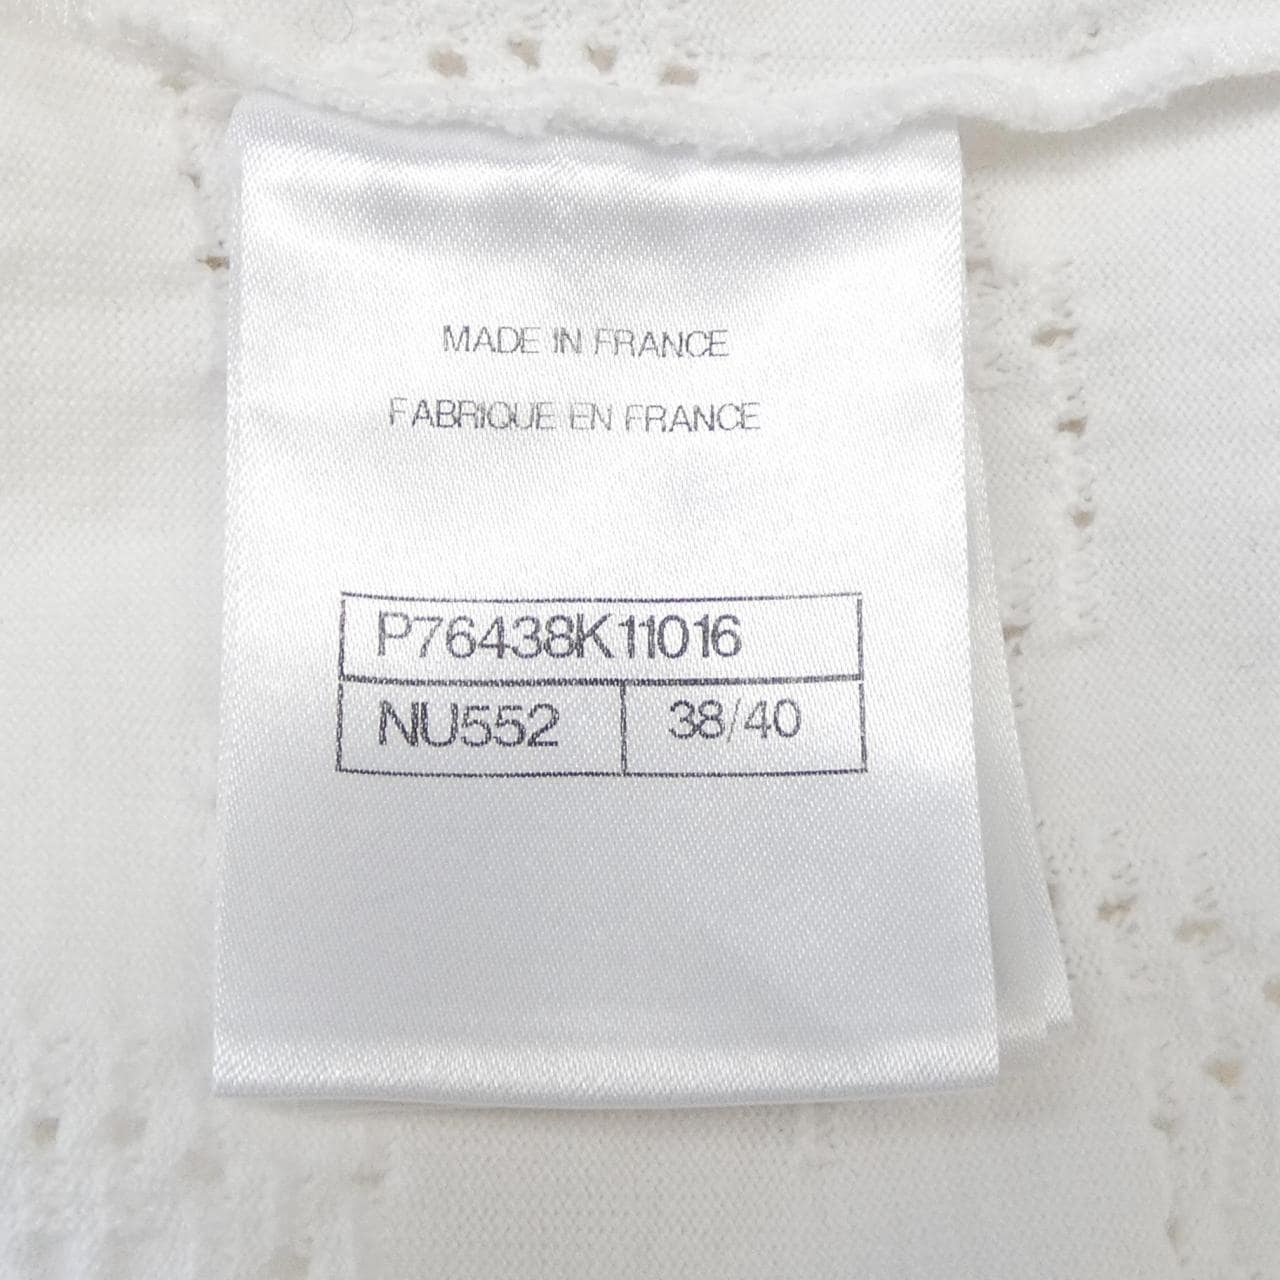 MADE IN FRANCE
FABRIQUE EN FRANCE
P76438K11016
NU552 38/40